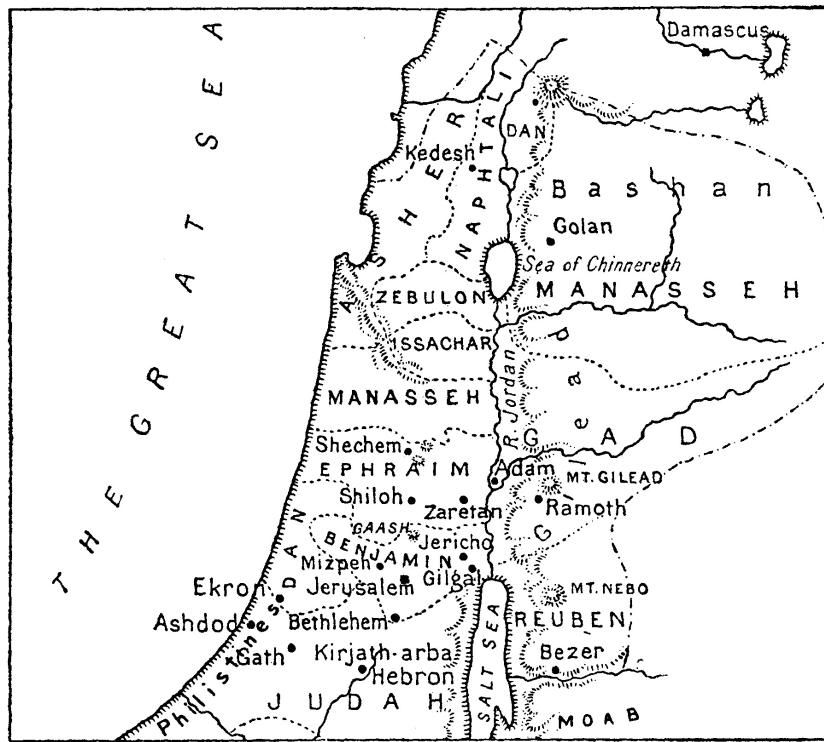 Damascus
THE GREAT SEA
ASHER
NAPHTALI
DAN
Kedesh
Bashan
Golan
Sea of Chinnereth
MANASSEH
ZEBULON
ISSACHAR
R. Jordan
Gilead
MANASSEH
GAD
Shechem
EPHRAIM
Adam
MT. GILEAD
Shiloh
Zaretan
Ramoth
GAASH
DAN
BENJAMIN
Jericho
Mizpeh
Gilgal
Ekron
Jerusalem
MT. NEBO
Ashdod
Bethlehem
REUBEN
Gath
Kirjath-arba
Hebron
Bezer
Philistines
JUDAH
SALT SEA
MOAB